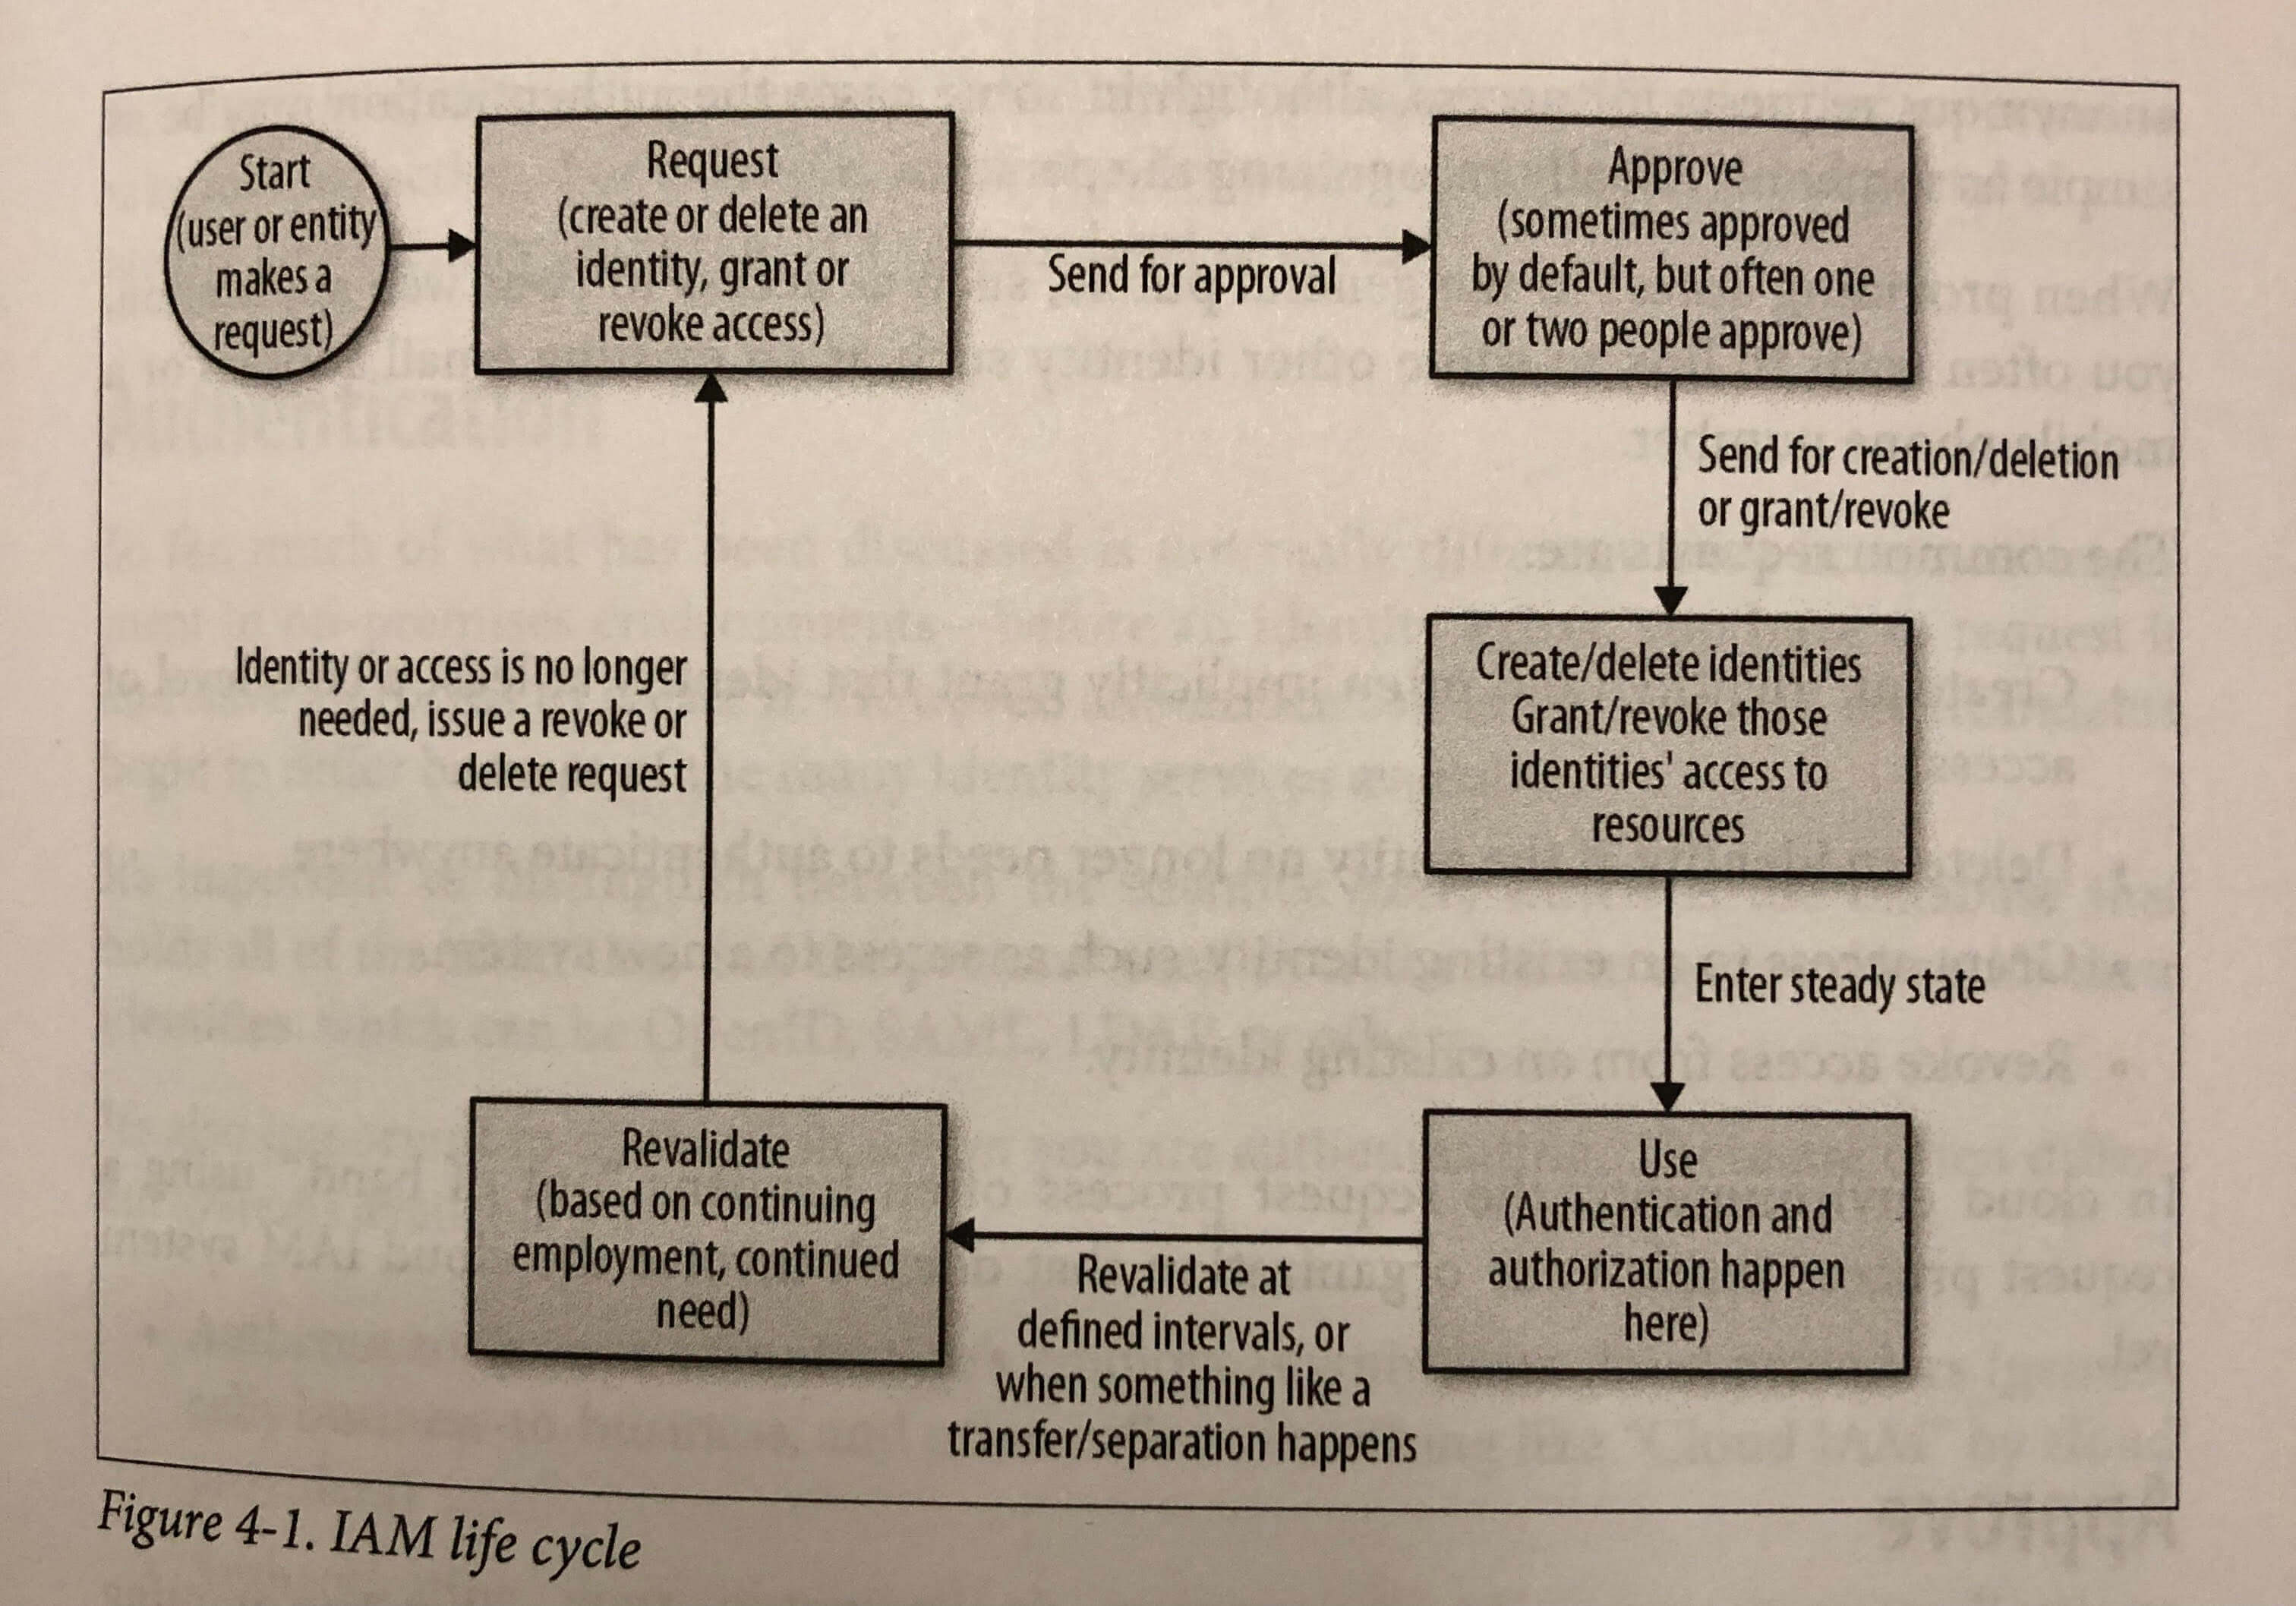 Start
(user or entity
makes a
request)
Request
(create or delete an
identity, grant or
revoke access)
Send for approval
Approve
(sometimes approved
by default, but often one
or two people approve)
Send for creation/deletion
or grant/revoke
Create/delete identities
Grant/revoke those
identities' access to
resources
Enter steady state
Use
(Authentication and
authorization happen
here)
Revalidate at
defined intervals, or
when something like a
transfer/separation happens
Revalidate
(based on continuing
employment, continued
need)
Identity or access is no longer
needed, issue a revoke or
delete request
Figure 4-1. IAM life cycle